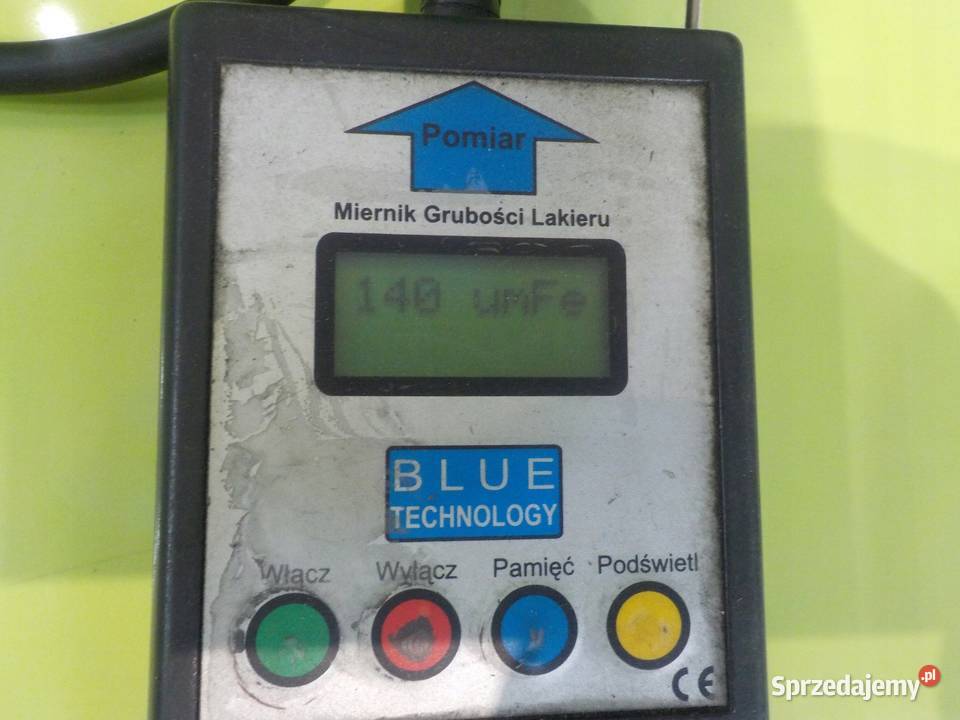 Pomiar
Miernik Grubości Lakieru
140 umFe
BLUE
TECHNOLOGY
Włącz Wyłącz Pamięć Podświetl
CE
Sprzedajemy.pl